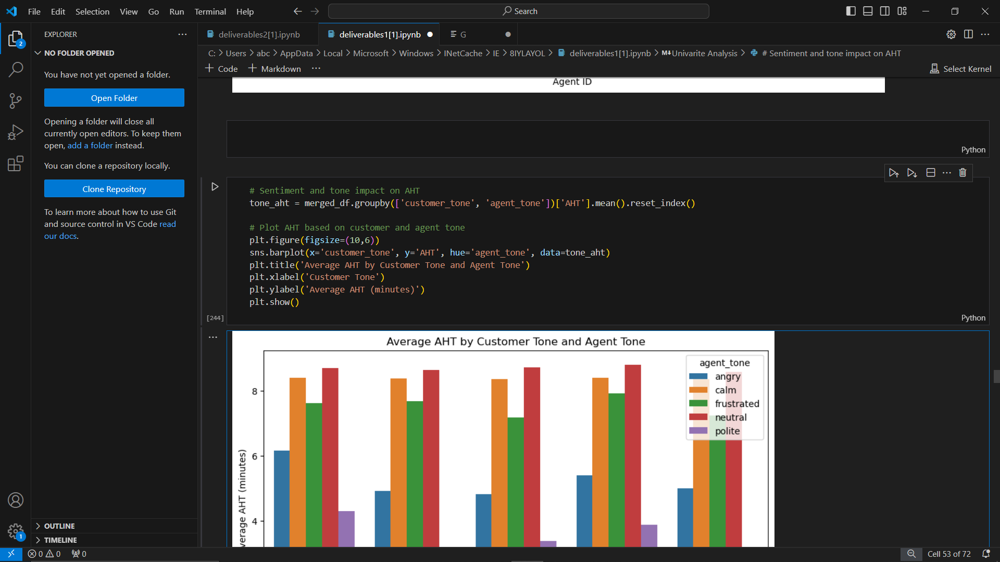 File Edit Selection View Go Run Terminal Help
Search
EXPLORER
NO FOLDER OPENED
You have not yet opened a folder.
Open Folder
Opening a folder will close all
currently open editors. To keep them
open, add a folder instead.
You can clone a repository locally.
Clone Repository
To learn more about how to use Git
and source control in VS Code read
our docs.
OUTLINE
TIMELINE
2
1
deliverables2[1].ipynb
deliverables1[1].ipynb
G
C: > Users > abc > AppData > Local > Microsoft > Windows > INetCache > IE > 8IYLAYOL > deliverables1[1].ipynb > M↓Univarite Analysis > # Sentiment and tone impact on AHT
+ Code + Markdown ...
Select Kernel
Agent ID
Python
# Sentiment and tone impact on AHT
tone_aht = merged_df.groupby(['customer_tone', 'agent_tone'])['AHT'].mean().reset_index()
# Plot AHT based on customer and agent tone
plt.figure(figsize=(10,6))
sns.barplot(x='customer_tone', y='AHT', hue='agent_tone', data=tone_aht)
plt.title('Average AHT by Customer Tone and Agent Tone')
plt.xlabel('Customer Tone')
plt.ylabel('Average AHT (minutes)')
plt.show()
[244]
Python
Average AHT by Customer Tone and Agent Tone
agent_tone
angry
calm
frustrated
neutral
polite
8
6
4
verage AHT (minutes)
0 0 0
Cell 53 of 72